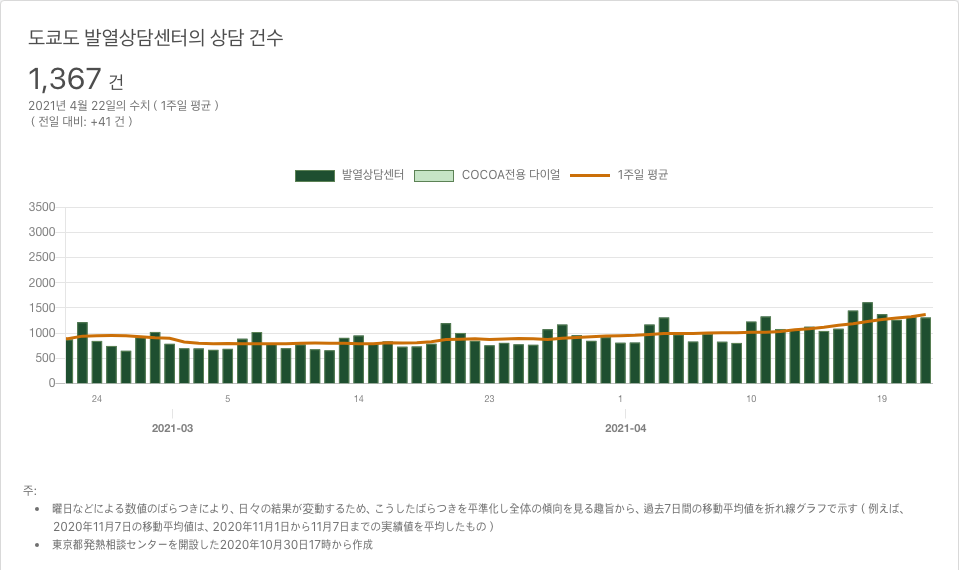 도쿄도 발열상담센터의 상담 건수
1,367 건
2021년 4월 22일의 수치 ( 1주일 평균 )
( 전일 대비: +41 건 )
발열상담센터 COCOA전용 다이얼 1주일 평균
3500
3000
2500
2000
1500
1000
500
0
24 5 14 23 1 10 19
2021-03 2021-04
주:
• 曜日などによる数値のばらつきにより、日々の結果が変動するため、こうしたばらつきを平準化し全体の傾向を見る趣旨から、過去7日間の移動平均値を折れ線グラフで示す ( 例えば、
2020年11月7日の移動平均値は、2020年11月1日から11月7日までの実績値を平均したもの )
• 東京都発熱相談センターを開設した2020年10月30日17時から作成